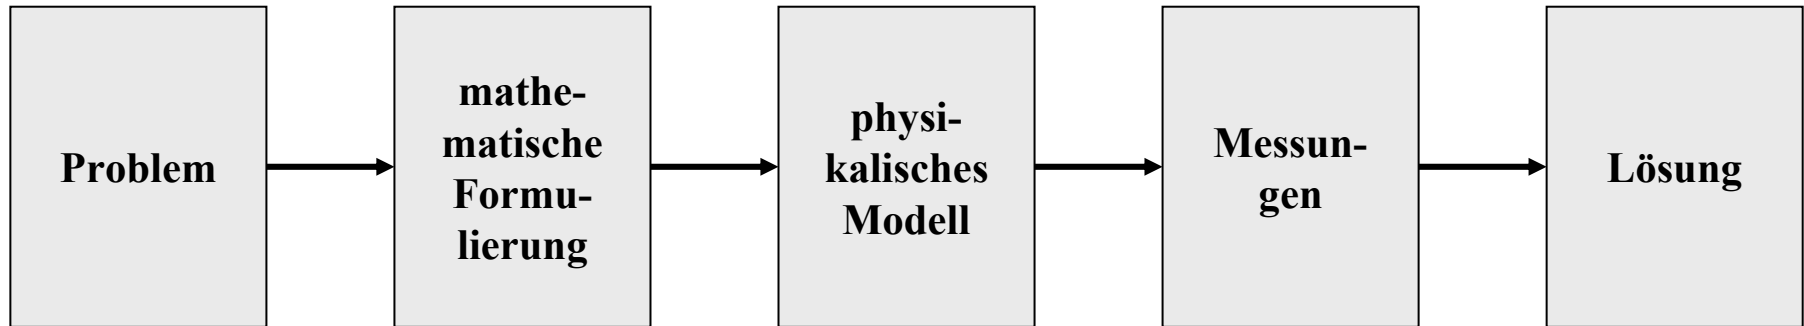 Problem
mathe-
matische
Formu-
lierung
physi-
kalisches
Modell
Messun-
gen
Lösung